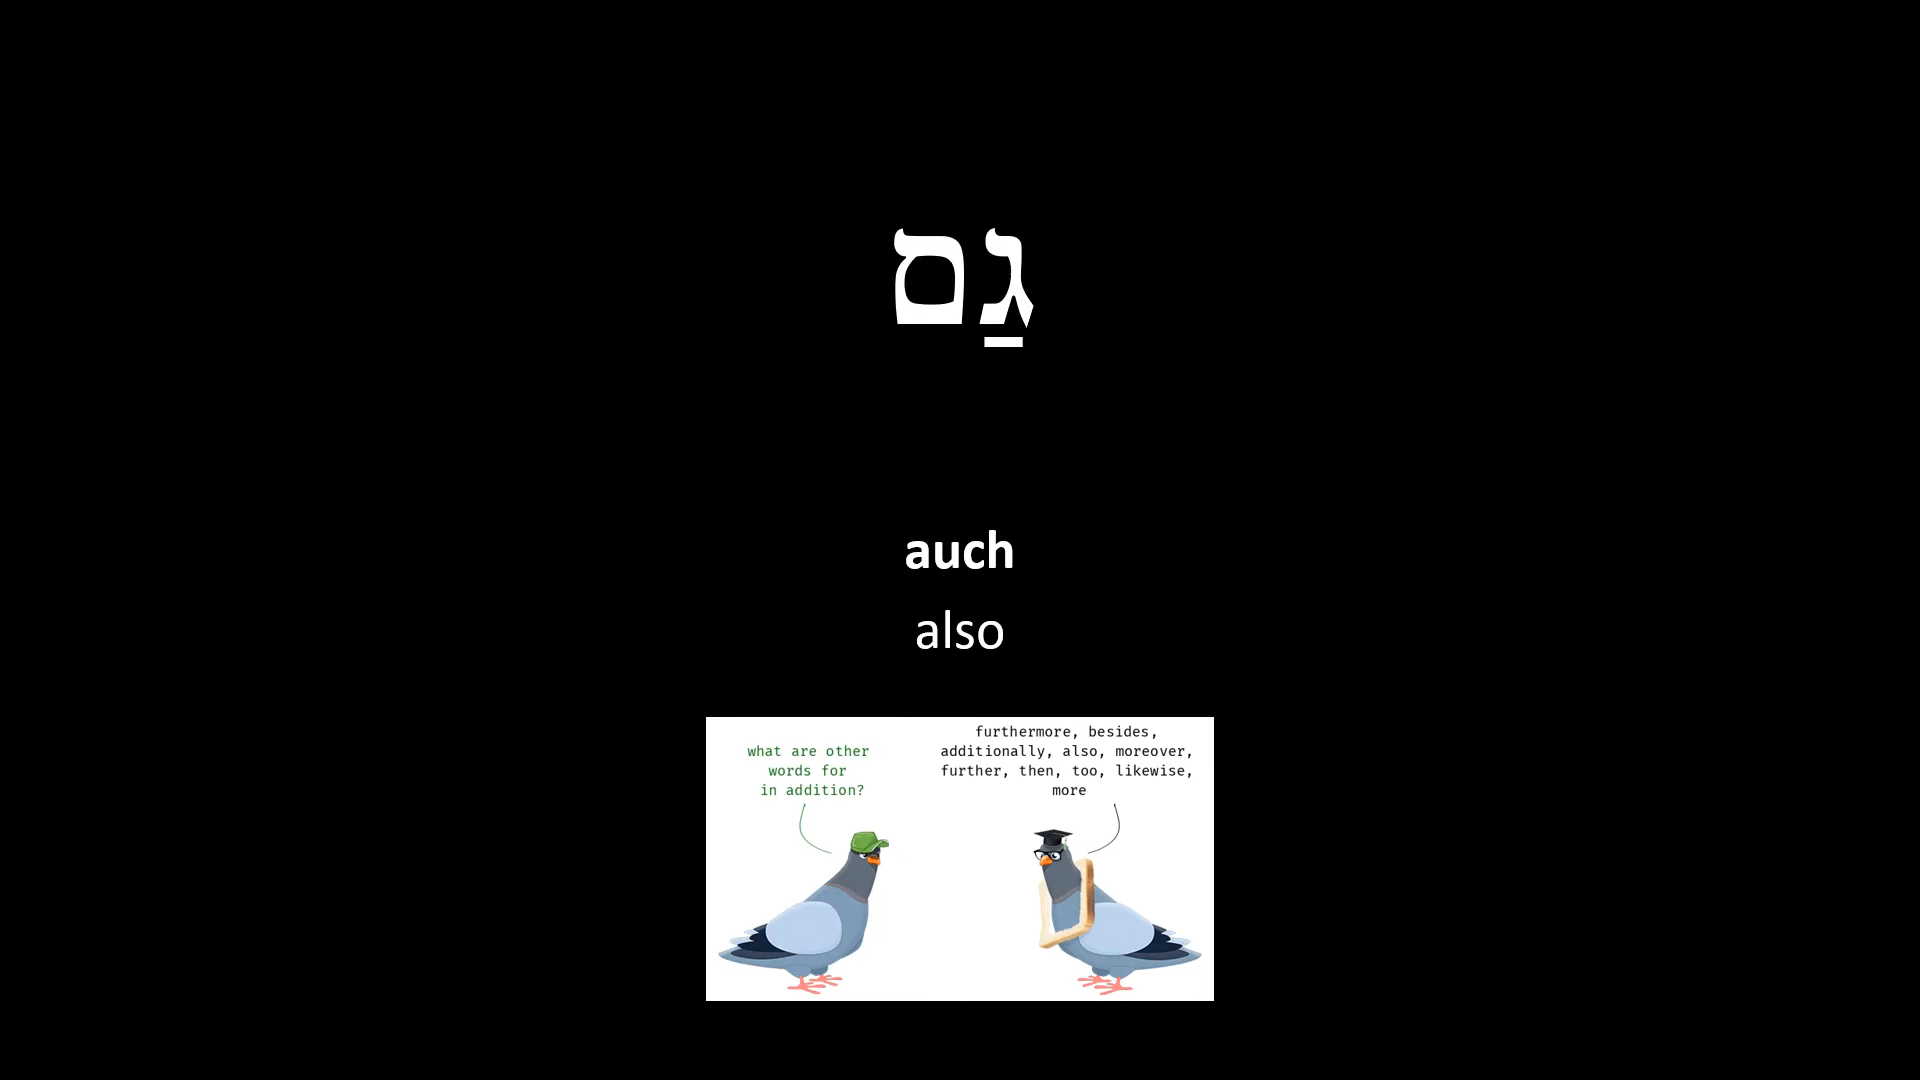 גַם
auch
also
what are other
words for
in addition?
furthermore, besides,
additionally, also, moreover,
further, then, too, likewise,
more